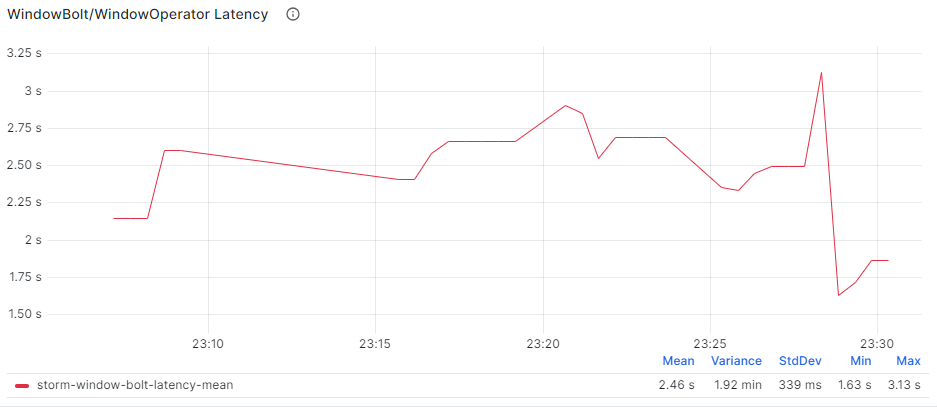 WindowBolt/WindowOperator Latency
3.25 s
3 s
2.75 s
2.50 s
2.25 s
2 s
1.75 s
1.50 s
23:10 23:15 23:20 23:25 23:30
Mean Variance StdDev Min Max
storm-window-bolt-latency-mean 2.46 s 1.92 min 339 ms 1.63 s 3.13 s